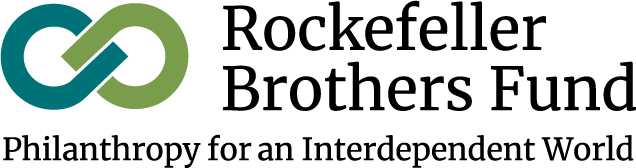 Rockefeller
Brothers Fund
Philanthropy for an Interdependent World